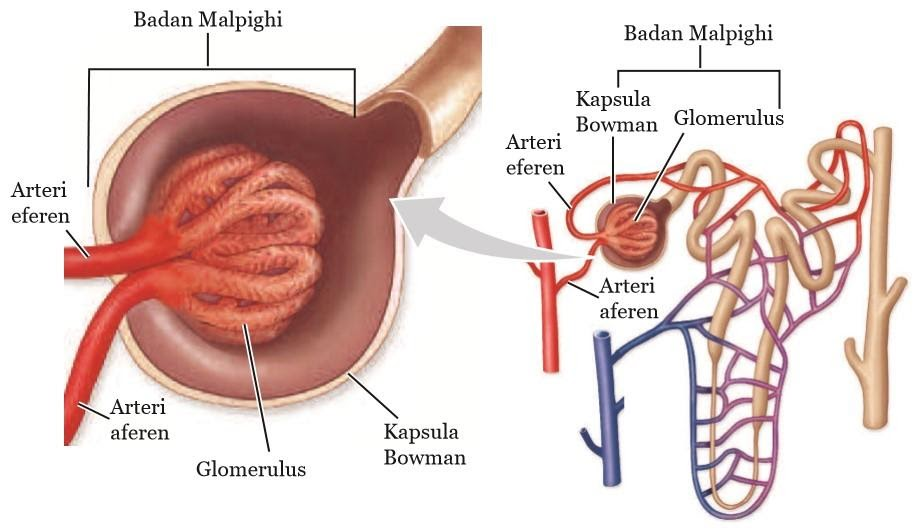 Badan Malpighi
Arteri
eferen
Arteri
aferen
Glomerulus
Kapsula
Bowman
Badan Malpighi
Kapsula
Bowman
Glomerulus
Arteri
eferen
Arteri
aferen